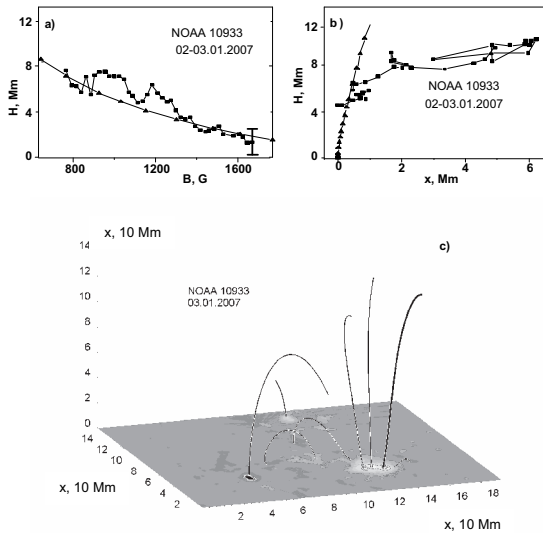 a)
NOAA 10933
02-03.01.2007
H, Mm
12
8
4
0
800 1200 1600
B, G
b)
NOAA 10933
02-03.01.2007
H, Mm
12
8
4
0
0 2 4 6
x, Mm
c)
x, 10 Mm
NOAA 10933
03.01.2007
14
12
10
8
6
4
2
0
14
12
10
8
6
4
2
x, 10 Mm
2 4 6 8 10 12 14 16 18
x, 10 Mm